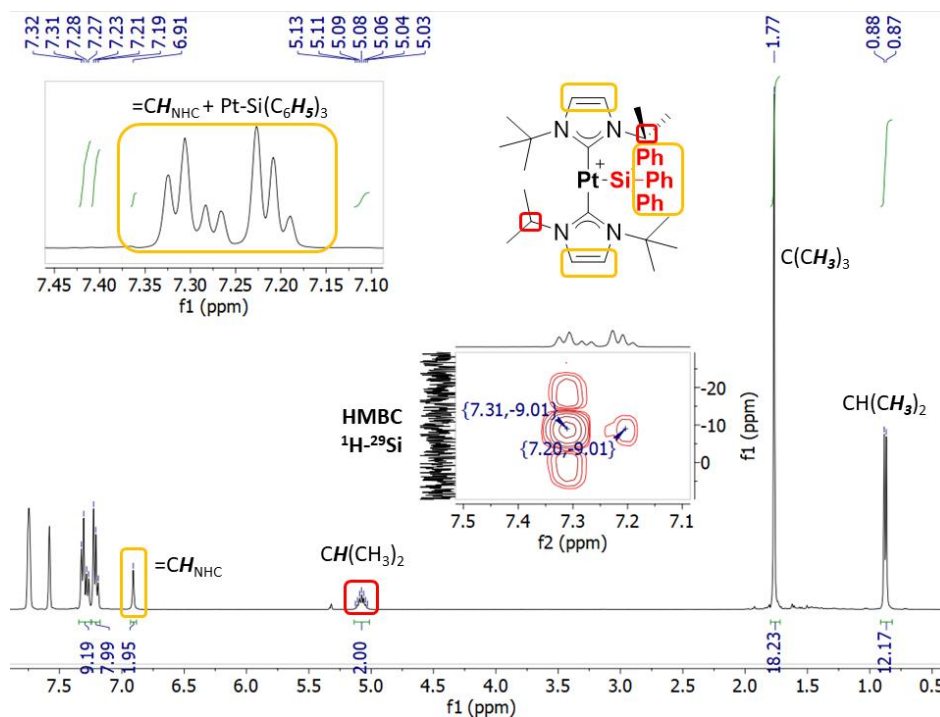 7.32 7.31 7.28 7.27 7.23 7.21 7.19 6.91
5.13 5.11 5.09 5.08 5.06 5.04 5.03
1.77
0.88 0.87
=CH_NHC + Pt-Si(C6H5)3
7.45 7.40 7.35 7.30 7.25 7.20 7.15 7.10
f1 (ppm)
N N
Ph
Pt + Si Ph
Ph
N N
C(CH3)3
HMBC
1H-29Si
{7.31,-9.01}
{7.20,-9.01}
-20
-10
0
f1 (ppm)
7.5 7.4 7.3 7.2 7.1
f2 (ppm)
CH(CH3)2
=CH_NHC
CH(CH3)2
9.19 7.99 1.95 2.00 18.23 12.17
7.5 7.0 6.5 6.0 5.5 5.0 4.5 4.0 3.5 3.0 2.5 2.0 1.5 1.0 0.5
f1 (ppm)